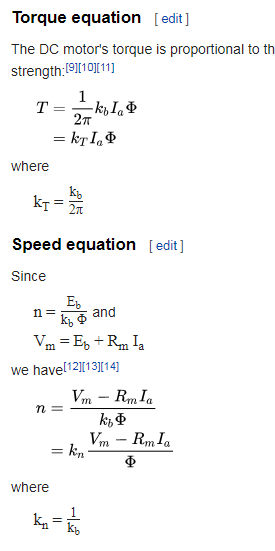 Torque equation [ edit ]
The DC motor's torque is proportional to th
strength:[9][10][11]
T = 1/2π k_b I_a Φ
= k_T I_a Φ
where
k_T = k_b/2π
Speed equation [ edit ]
Since
n = E_b/k_b Φ and
V_m = E_b + R_m I_a
we have[12][13][14]
n = V_m − R_m I_a/k_b Φ
= k_n V_m − R_m I_a/Φ
where
k_n = 1/k_b